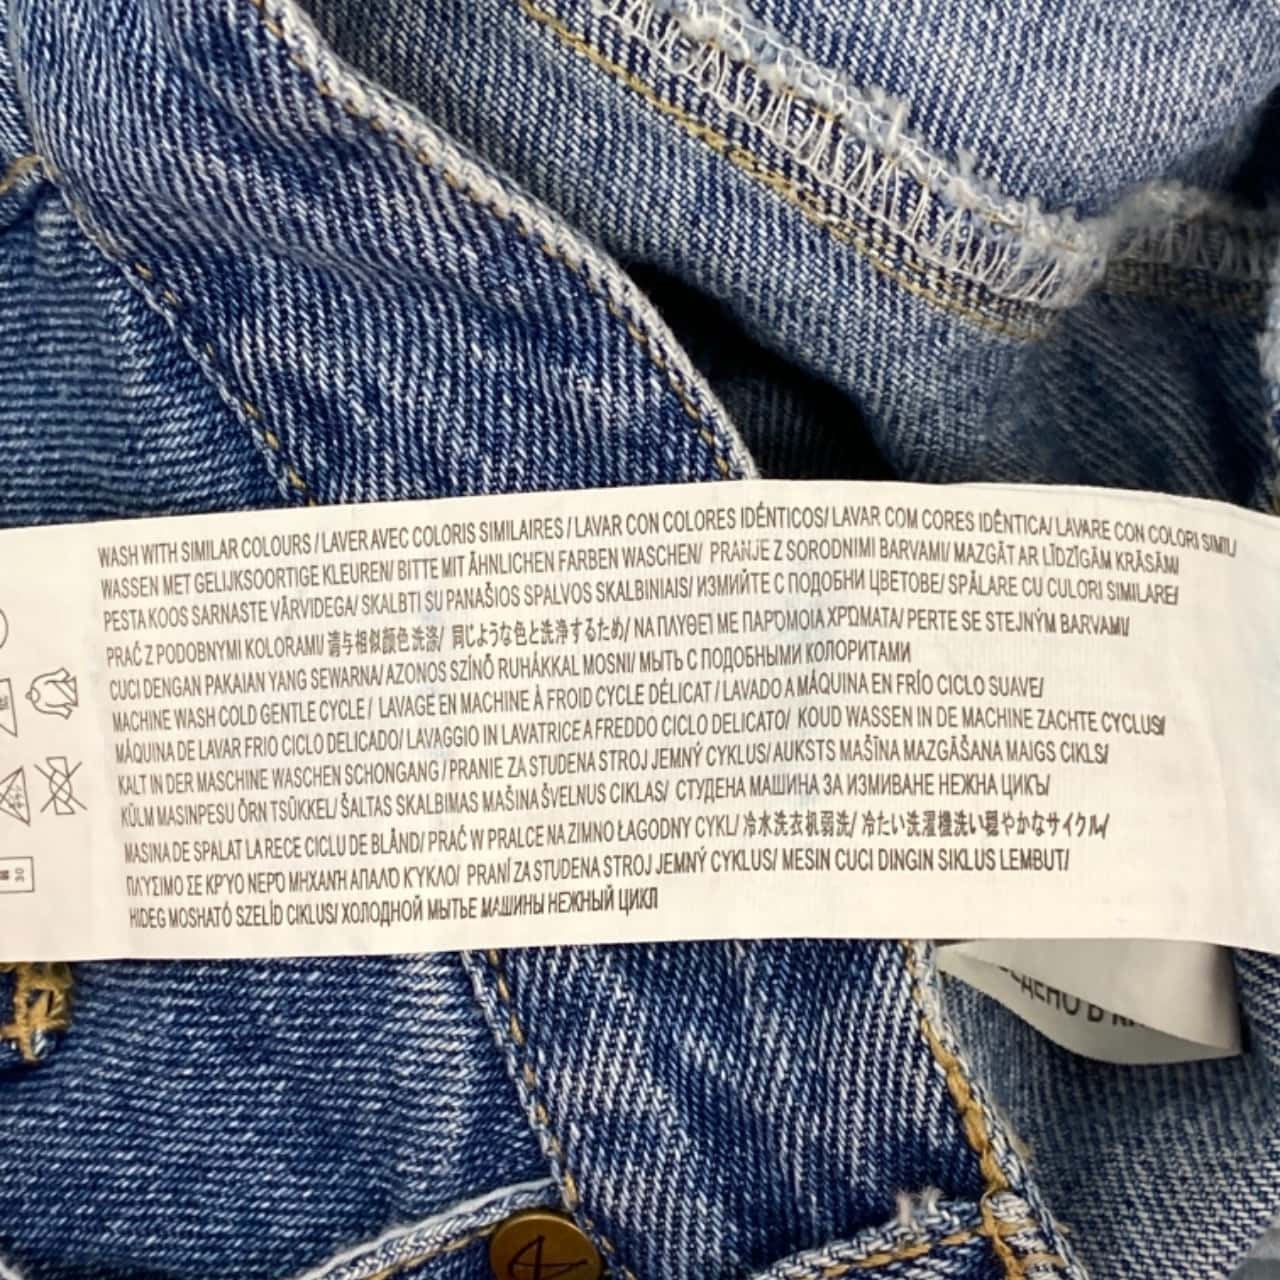 WASH WITH SIMILAR COLOURS / LAVER AVEC COLORIS SIMILAIRES / LAVAR CON COLORES IDÉNTICOS/ LAVAR COM CORES IDÊNTICA/ LAVARE CON COLORI SIMILI/
WASSEN MET GELIJKSOORTIGE KLEUREN/ BITTE MIT ÄHNLICHEN FARBEN WASCHEN/ PRANJE Z SORODNIMI BARVAMI/ MAZGĀT AR LĪDZĪGĀM KRĀSĀM/
PESTA KOOS SARNASTE VÄRVIDEGA/ SKALBTI SU PANAŠIOS SPALVOS SKALBINIAIS/ ИЗМИЙТЕ С ПОДОБНИ ЦВЕТОВЕ/ SPĂLARE CU CULORI SIMILARE/
PRAĆ Z PODOBNYMI KOLORAMI/ 请与相似颜色洗涤/ 同じような色と洗浄するため/ ΝΑ ΠΛΥΘΕΊ ΜΕ ΠΑΡΌΜΟΙΑ ΧΡΏΜΑΤΑ/ PERTE SE STEJNÝM BARVAMI/
CUCI DENGAN PAKAIAN YANG SEWARNA/ AZONOS SZÍNŐ RUHÁKKAL MOSNI/ МЫТЬ С ПОДОБНЫМИ КОЛОРИТАМИ
MACHINE WASH COLD GENTLE CYCLE / LAVAGE EN MACHINE À FROID CYCLE DÉLICAT / LAVADO A MÁQUINA EN FRÍO CICLO SUAVE/
MÁQUINA DE LAVAR FRIO CICLO DELICADO/ LAVAGGIO IN LAVATRICE A FREDDO CICLO DELICATO/ KOUD WASSEN IN DE MACHINE ZACHTE CYCLUS/
KALT IN DER MASCHINE WASCHEN SCHONGANG / PRANIE ZA STUDENA STROJ JEMNÝ CYKLUS/ AUKSTS MAŠĪNA MAZGĀŠANA MAIGS CIKLS/
KÜLM MASINPESU ÕRN TSÜKKEL/ ŠALTAS SKALBIMAS MAŠINA ŠVELNUS CIKLAS/ СТУДЕНА МАШИНА ЗА ИЗМИВАНЕ НЕЖНА ЦИКЪ/
MASINA DE SPALAT LA RECE CICLU DE BLÂND/ PRAĆ W PRALCE NA ZIMNO ŁAGODNY CYKL/ 冷水洗衣机弱洗/ 冷たい洗濯機洗い穏やかなサイクル/
ΠΛΎΣΙΜΟ ΣΕ ΚΡΎΟ ΝΕΡΌ ΜΗΧΑΝΉ ΑΠΑΛΌ ΚΎΚΛΟ/ PRANÍ ZA STUDENA STROJ JEMNÝ CYKLUS/ MESIN CUCI DINGIN SIKLUS LEMBUT/
HIDEG MOSHATÓ SZELÍD CIKLUS/ ХОЛОДНОЙ МЫТЬЕ МАШИНЫ НЕЖНЫЙ ЦИКЛ
30